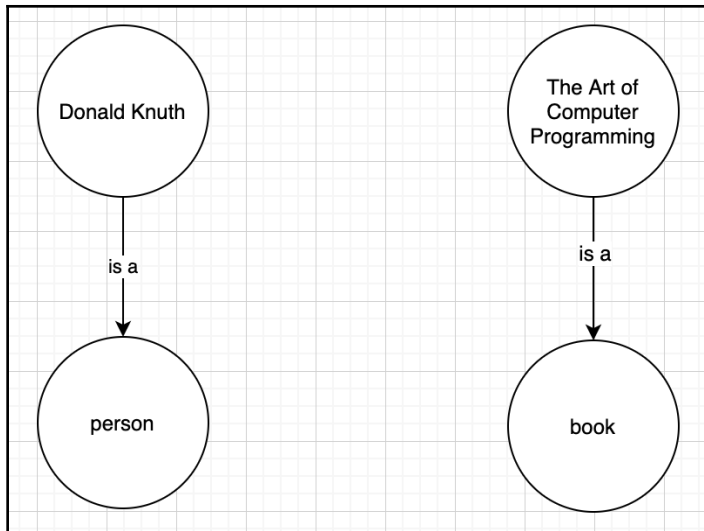 Donald Knuth
The Art of
Computer
Programming
is a
is a
person
book